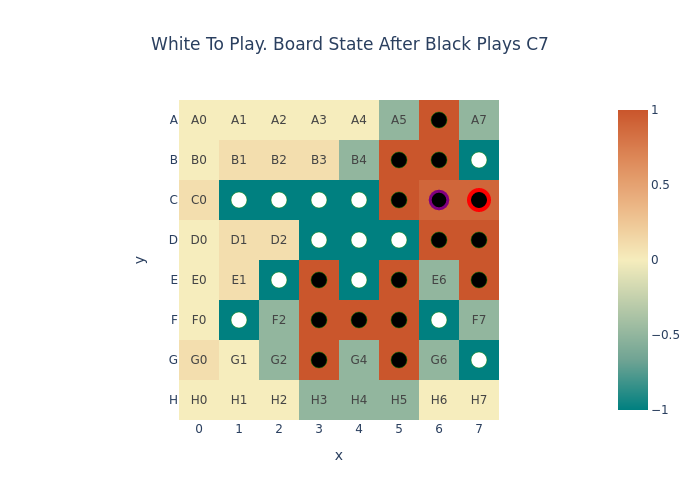 White To Play. Board State After Black Plays C7
A A0 A1 A2 A3 A4 A5 A7 1
B B0 B1 B2 B3 B4
C C0 0.5
D D0 D1 D2
y 0
E E0 E1 E6
F F0 F2 F7 −0.5
G G0 G1 G2 G4 G6
H H0 H1 H2 H3 H4 H5 H6 H7 −1
0 1 2 3 4 5 6 7
x